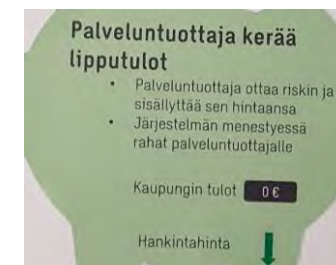 Palveluntuottaja kerää
lipputulot
• Palveluntuottaja ottaa riskin ja
sisällyttää sen hintaansa
• Järjestelmän menestyessä
rahat palveluntuottajalle
Kaupungin tulot 0 €
Hankintahinta